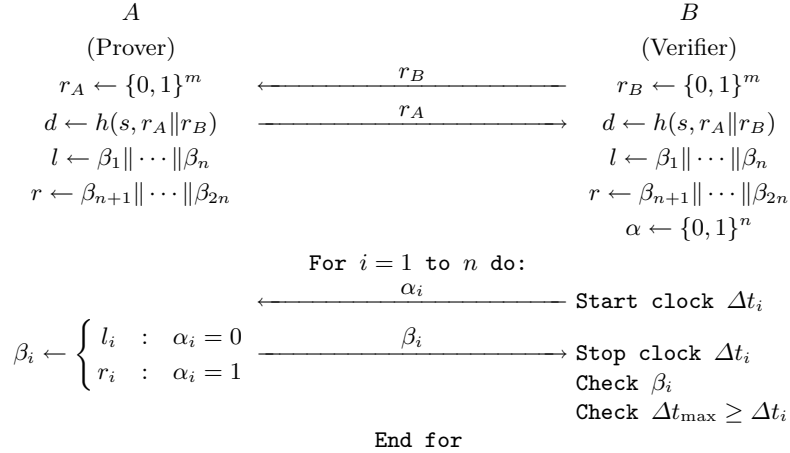 A B
(Prover) (Verifier)
r_A ← {0, 1}^m r_B r_B ← {0, 1}^m
d ← h(s, r_A‖r_B) r_A d ← h(s, r_A‖r_B)
l ← β_1‖ ⋯ ‖β_n l ← β_1‖ ⋯ ‖β_n
r ← β_{n+1}‖ ⋯ ‖β_{2n} r ← β_{n+1}‖ ⋯ ‖β_{2n}
α ← {0, 1}^n
For i = 1 to n do:
α_i Start clock Δt_i
β_i ← { l_i : α_i = 0
r_i : α_i = 1
β_i Stop clock Δt_i
Check β_i
Check Δt_max ≥ Δt_i
End for